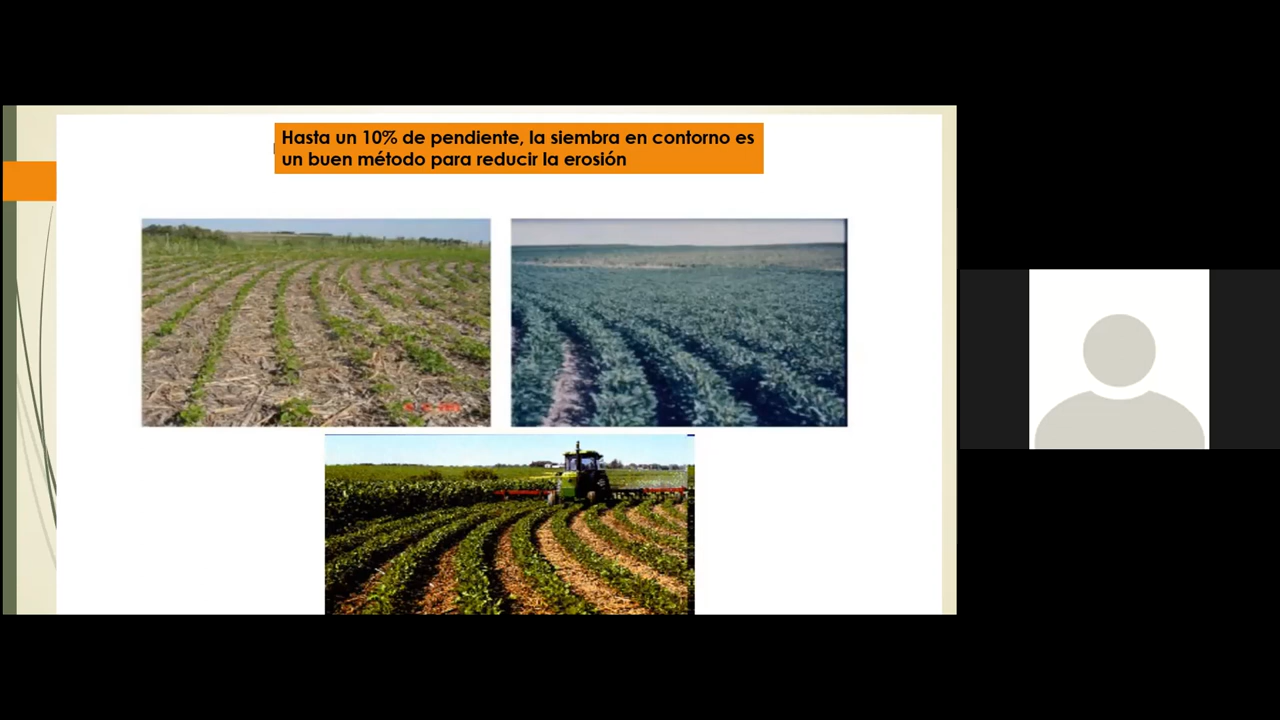 Hasta un 10% de pendiente, la siembra en contorno es
un buen método para reducir la erosión